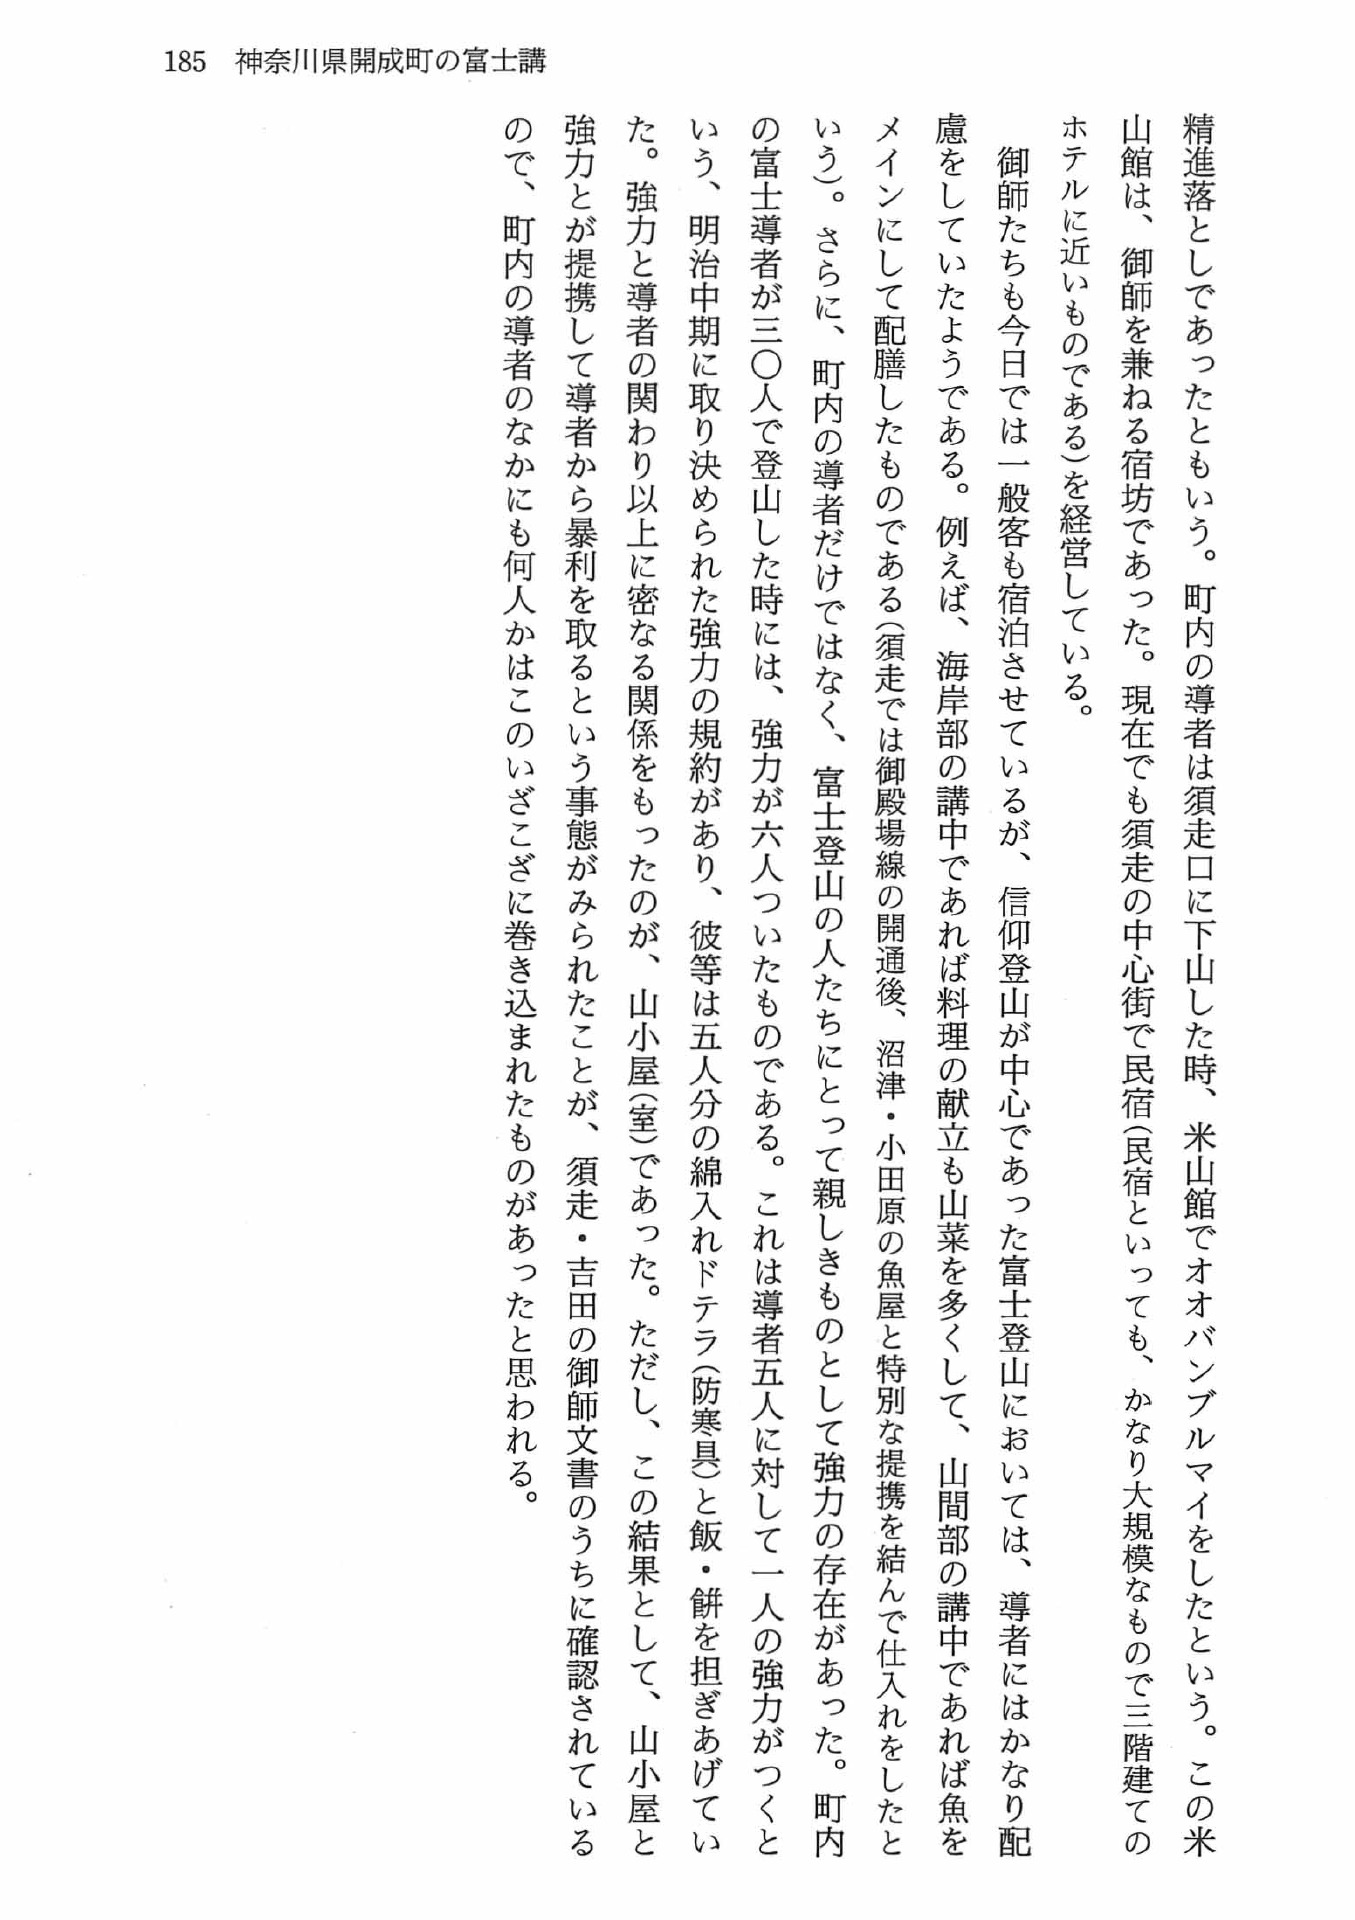 185　神奈川県開成町の富士講
精進落としであったともいう。町内の導者は須走口に下山した時、米山館でオオバンブルマイをしたという。この米
山館は、御師を兼ねる宿坊であった。現在でも須走の中心街で民宿（民宿といっても、かなり大規模なもので三階建ての
ホテルに近いものである）を経営している。
　御師たちも今日では一般客も宿泊させているが、信仰登山が中心であった富士登山においては、導者にはかなり配
慮をしていたようである。例えば、海岸部の講中であれば料理の献立も山菜を多くして、山間部の講中であれば魚を
メインにして配膳したものである（須走では御殿場線の開通後、沼津・小田原の魚屋と特別な提携を結んで仕入れをしたと
いう）。さらに、町内の導者だけではなく、富士登山の人たちにとって親しきものとして強力の存在があった。町内
の富士導者が三〇人で登山した時には、強力が六人ついたものである。これは導者五人に対して一人の強力がつくと
いう、明治中期に取り決められた強力の規約があり、彼等は五人分の綿入れドテラ（防寒具）と飯・餅を担ぎあげてい
た。強力と導者の関わり以上に密なる関係をもったのが、山小屋（室）であった。ただし、この結果として、山小屋と
強力とが提携して導者から暴利を取るという事態がみられたことが、須走・吉田の御師文書のうちに確認されている
ので、町内の導者のなかにも何人かはこのいざこざに巻き込まれたものがあったと思われる。